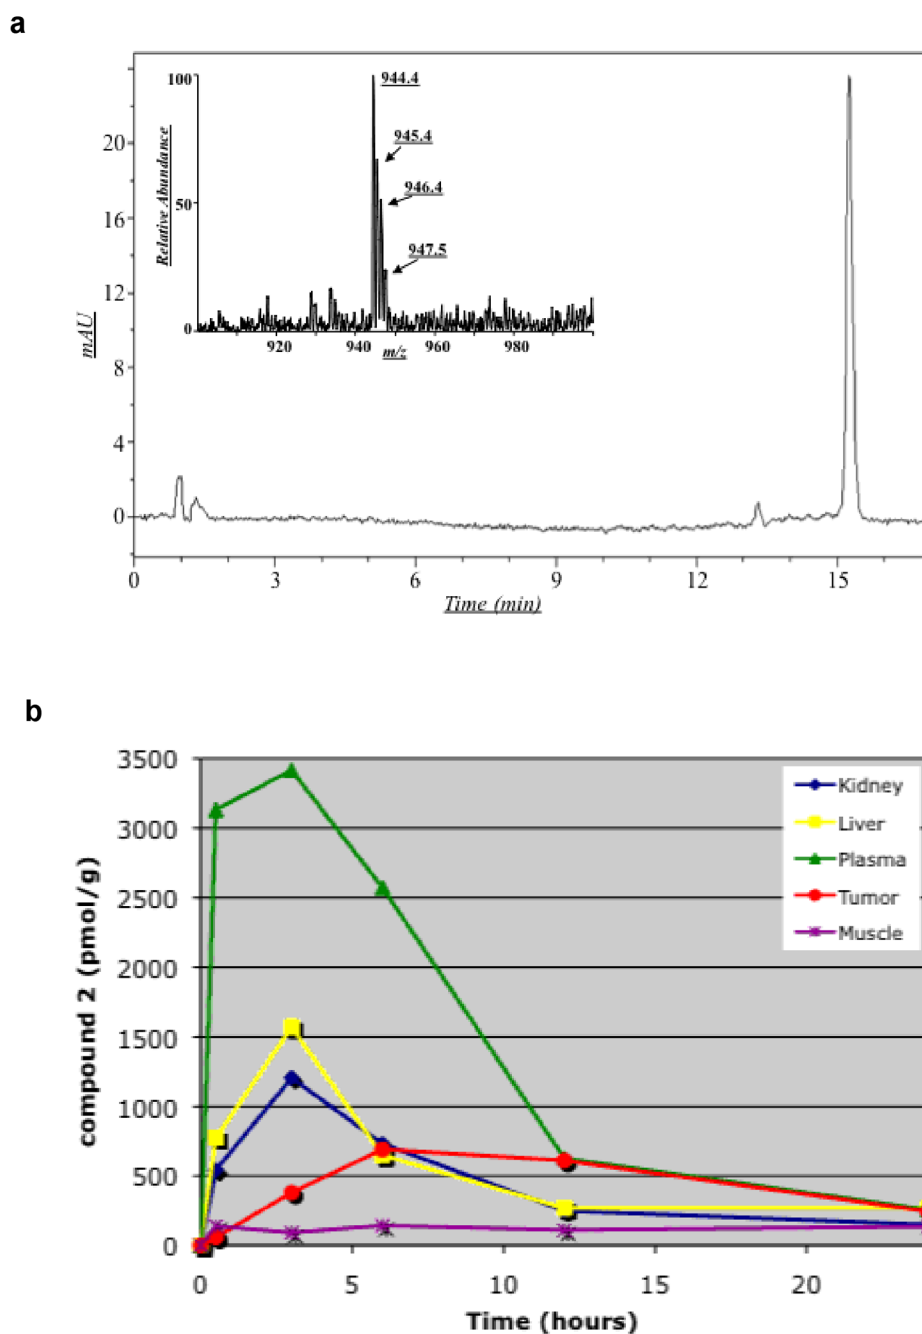 a
100
944.4
945.4
946.4
947.5
50
0
Relative Abundance
920
940
960
980
m/z
20
16
12
8
4
0
mAU
0
3
6
9
12
15
Time (min)
b
3500
3000
2500
2000
1500
1000
500
0
compound 2 (pmol/g)
Kidney
Liver
Plasma
Tumor
Muscle
0
5
10
15
20
Time (hours)